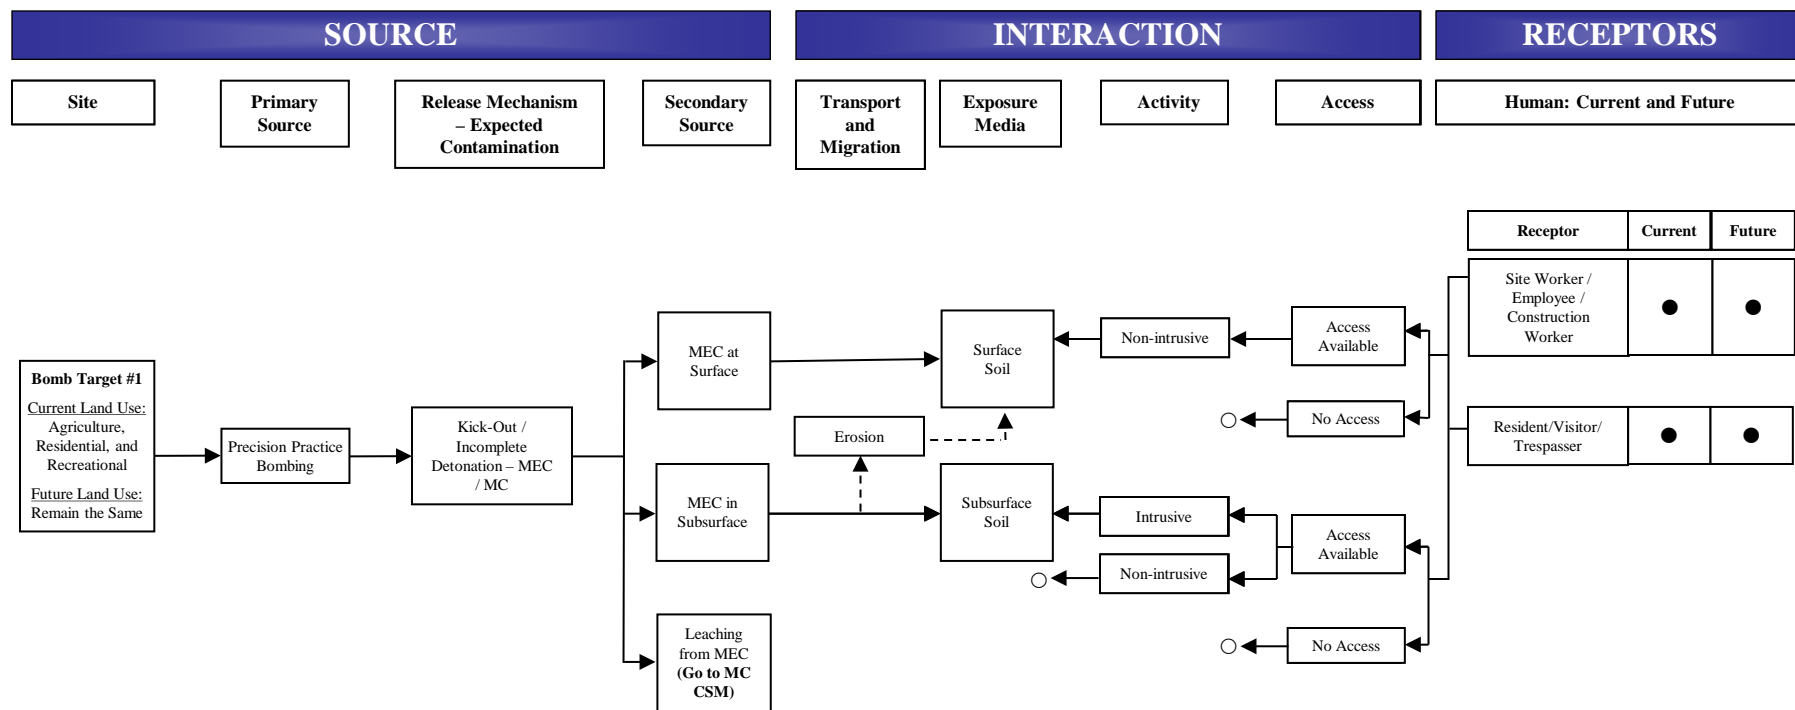 SOURCE
INTERACTION
RECEPTORS
Site
Primary
Source
Release Mechanism
– Expected
Contamination
Secondary
Source
Transport
and
Migration
Exposure
Media
Activity
Access
Human: Current and Future
Receptor
Current
Future
Site Worker /
Employee /
Construction
Worker
● ●
Resident/Visitor/
Trespasser
● ●
Bomb Target #1
Current Land Use:
Agriculture,
Residential, and
Recreational
Future Land Use:
Remain the Same
Precision Practice
Bombing
Kick-Out /
Incomplete
Detonation – MEC
/ MC
MEC at
Surface
MEC in
Subsurface
Leaching
from MEC
(Go to MC
CSM)
Erosion
Surface
Soil
Subsurface
Soil
Non-intrusive
Access
Available
No Access
Intrusive
Non-intrusive
Access
Available
No Access